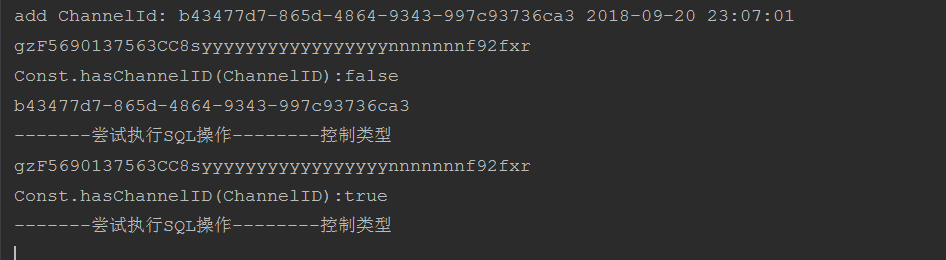 add ChannelId: b43477d7-865d-4864-9343-997c93736ca3 2018-09-20 23:07:01
gzF5690137563CC8syyyyyyyyyyyyyyyyynnnnnnnf92fxr
Const.hasChannelID(ChannelID):false
b43477d7-865d-4864-9343-997c93736ca3
-------尝试执行SQL操作--------控制类型
gzF5690137563CC8syyyyyyyyyyyyyyyyynnnnnnnf92fxr
Const.hasChannelID(ChannelID):true
-------尝试执行SQL操作--------控制类型